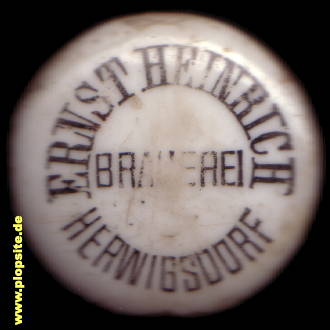 ERNST HEINRICH
BRAUEREI
HERWIGSDORF
www.plopsite.de